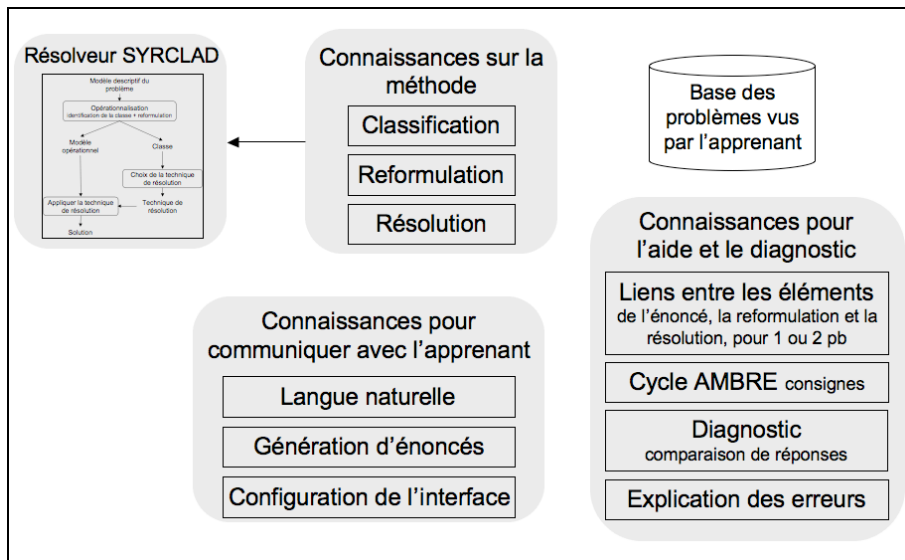 Résolveur SYRCLAD
Modèle descriptif du
problème
Opérationnalisation
identification de la classe + reformulation
Modèle
opérationnel
Classe
Choix de la technique
de résolution
Appliquer la technique
de résolution
Technique de
résolution
Solution
Connaissances sur la
méthode
Classification
Reformulation
Résolution
Base des
problèmes vus
par l'apprenant
Connaissances pour
communiquer avec l'apprenant
Langue naturelle
Génération d'énoncés
Configuration de l'interface
Connaissances pour
l'aide et le diagnostic
Liens entre les éléments
de l'énoncé, la reformulation et la
résolution, pour 1 ou 2 pb
Cycle AMBRE consignes
Diagnostic
comparaison de réponses
Explication des erreurs